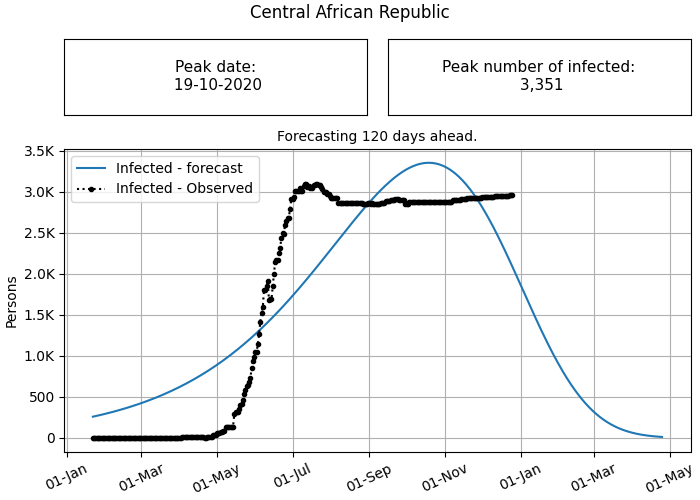 Central African Republic
Peak date:
19-10-2020
Peak number of infected:
3,351
Forecasting 120 days ahead.
3.5K
Infected - forecast
Infected - Observed
3.0K
2.5K
2.0K
1.5K
1.0K
500
0
Persons
01-Jan
01-Mar
01-May
01-Jul
01-Sep
01-Nov
01-Jan
01-Mar
01-May